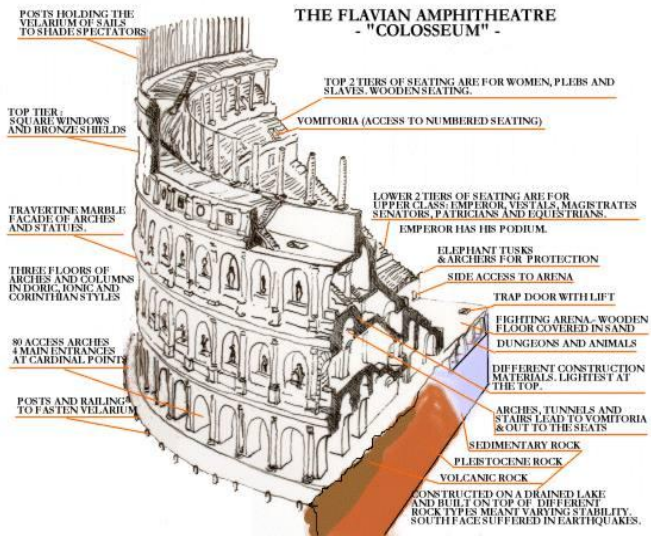 THE FLAVIAN AMPHITHEATRE
- "COLOSSEUM" -
POSTS HOLDING THE
VELARIUM OF SAILS
TO SHADE SPECTATORS
TOP TIER :
SQUARE WINDOWS
AND BRONZE SHIELDS
TRAVERTINE MARBLE
FACADE OF ARCHES
AND STATUES.
THREE FLOORS OF
ARCHES AND COLUMNS
IN DORIC, IONIC AND
CORINTHIAN STYLES
80 ACCESS ARCHES
4 MAIN ENTRANCES
AT CARDINAL POINTS
POSTS AND RAILING
TO FASTEN VELARIUM
TOP 2 TIERS OF SEATING ARE FOR WOMEN, PLEBS AND
SLAVES. WOODEN SEATING.
VOMITORIA (ACCESS TO NUMBERED SEATING)
LOWER 2 TIERS OF SEATING ARE FOR
UPPER CLASS: EMPEROR, VESTALS, MAGISTRATES
SENATORS, PATRICIANS AND EQUESTRIANS.
EMPEROR HAS HIS PODIUM.
ELEPHANT TUSKS
& ARCHERS FOR PROTECTION
SIDE ACCESS TO ARENA
TRAP DOOR WITH LIFT
FIGHTING ARENA.- WOODEN
FLOOR COVERED IN SAND
DUNGEONS AND ANIMALS
DIFFERENT CONSTRUCTION
MATERIALS. LIGHTEST AT
THE TOP.
ARCHES, TUNNELS AND
STAIRS LEAD TO VOMITORIA
& OUT TO THE SEATS
SEDIMENTARY ROCK
PLEISTOCENE ROCK
VOLCANIC ROCK
CONSTRUCTED ON A DRAINED LAKE
AND BUILT ON TOP OF DIFFERENT
ROCK TYPES MEANT VARYING STABILITY.
SOUTH FACE SUFFERED IN EARTHQUAKES.